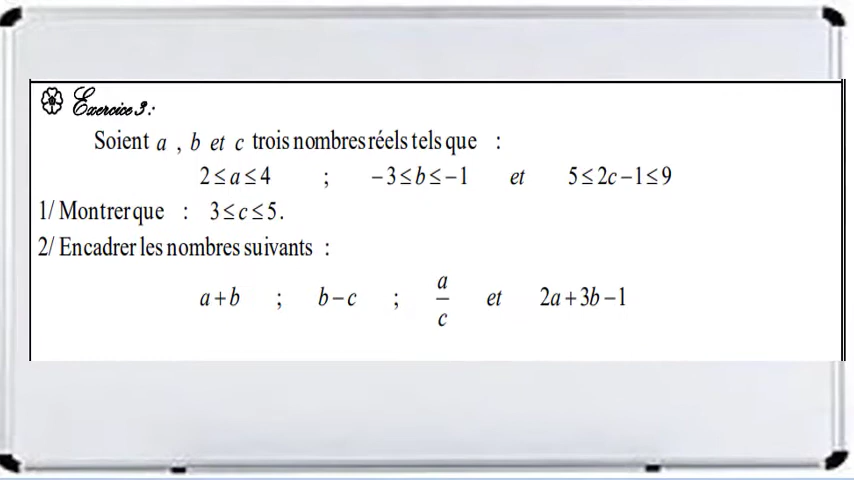 Exercice 3:
Soient a , b et c trois nombres réels tels que :
2 ≤ a ≤ 4 ; −3 ≤ b ≤ −1 et 5 ≤ 2c−1 ≤ 9
1/ Montrer que : 3 ≤ c ≤ 5.
2/ Encadrer les nombres suivants :
a+b ; b−c ; a/c et 2a+3b−1